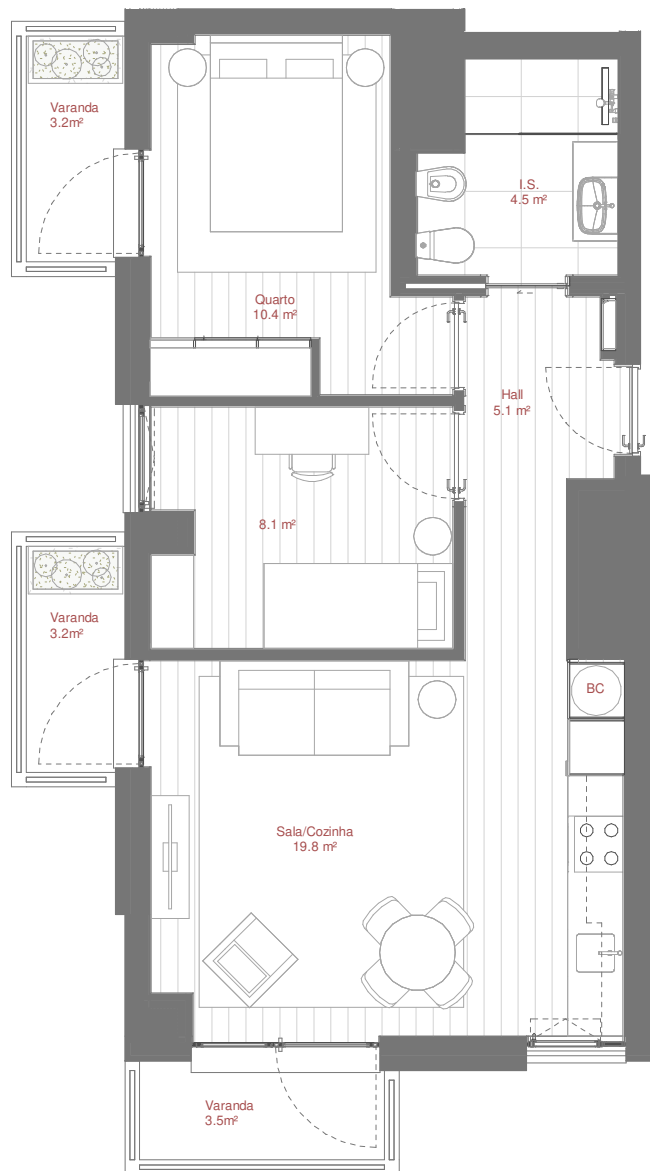 Varanda
3.2m²
I.S.
4.5 m²
Quarto
10.4 m²
Hall
5.1 m²
8.1 m²
Varanda
3.2m²
BC
Sala/Cozinha
19.8 m²
Varanda
3.5m²